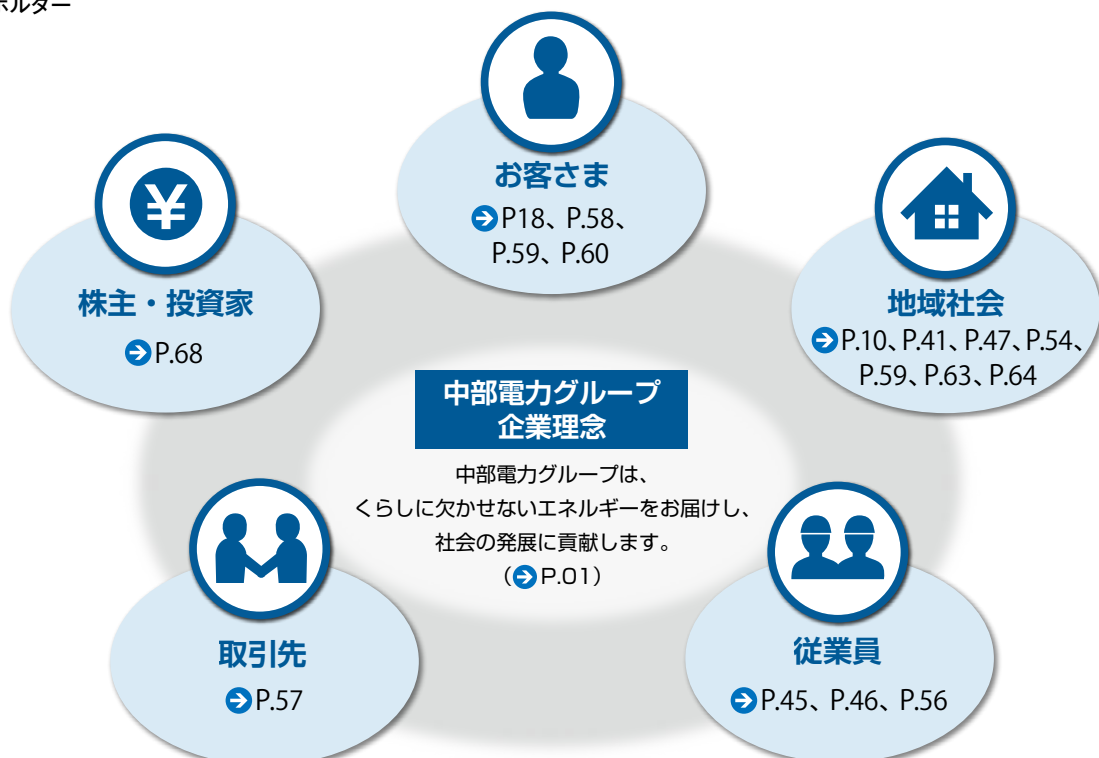 ホルダー
お客さま
P18、P.58、
P.59、P.60
株主・投資家
P.68
地域社会
P.10、P.41、P.47、P.54、
P.59、P.63、P.64
中部電力グループ
企業理念
中部電力グループは、
くらしに欠かせないエネルギーをお届けし、
社会の発展に貢献します。
（P.01）
取引先
P.57
従業員
P.45、P.46、P.56